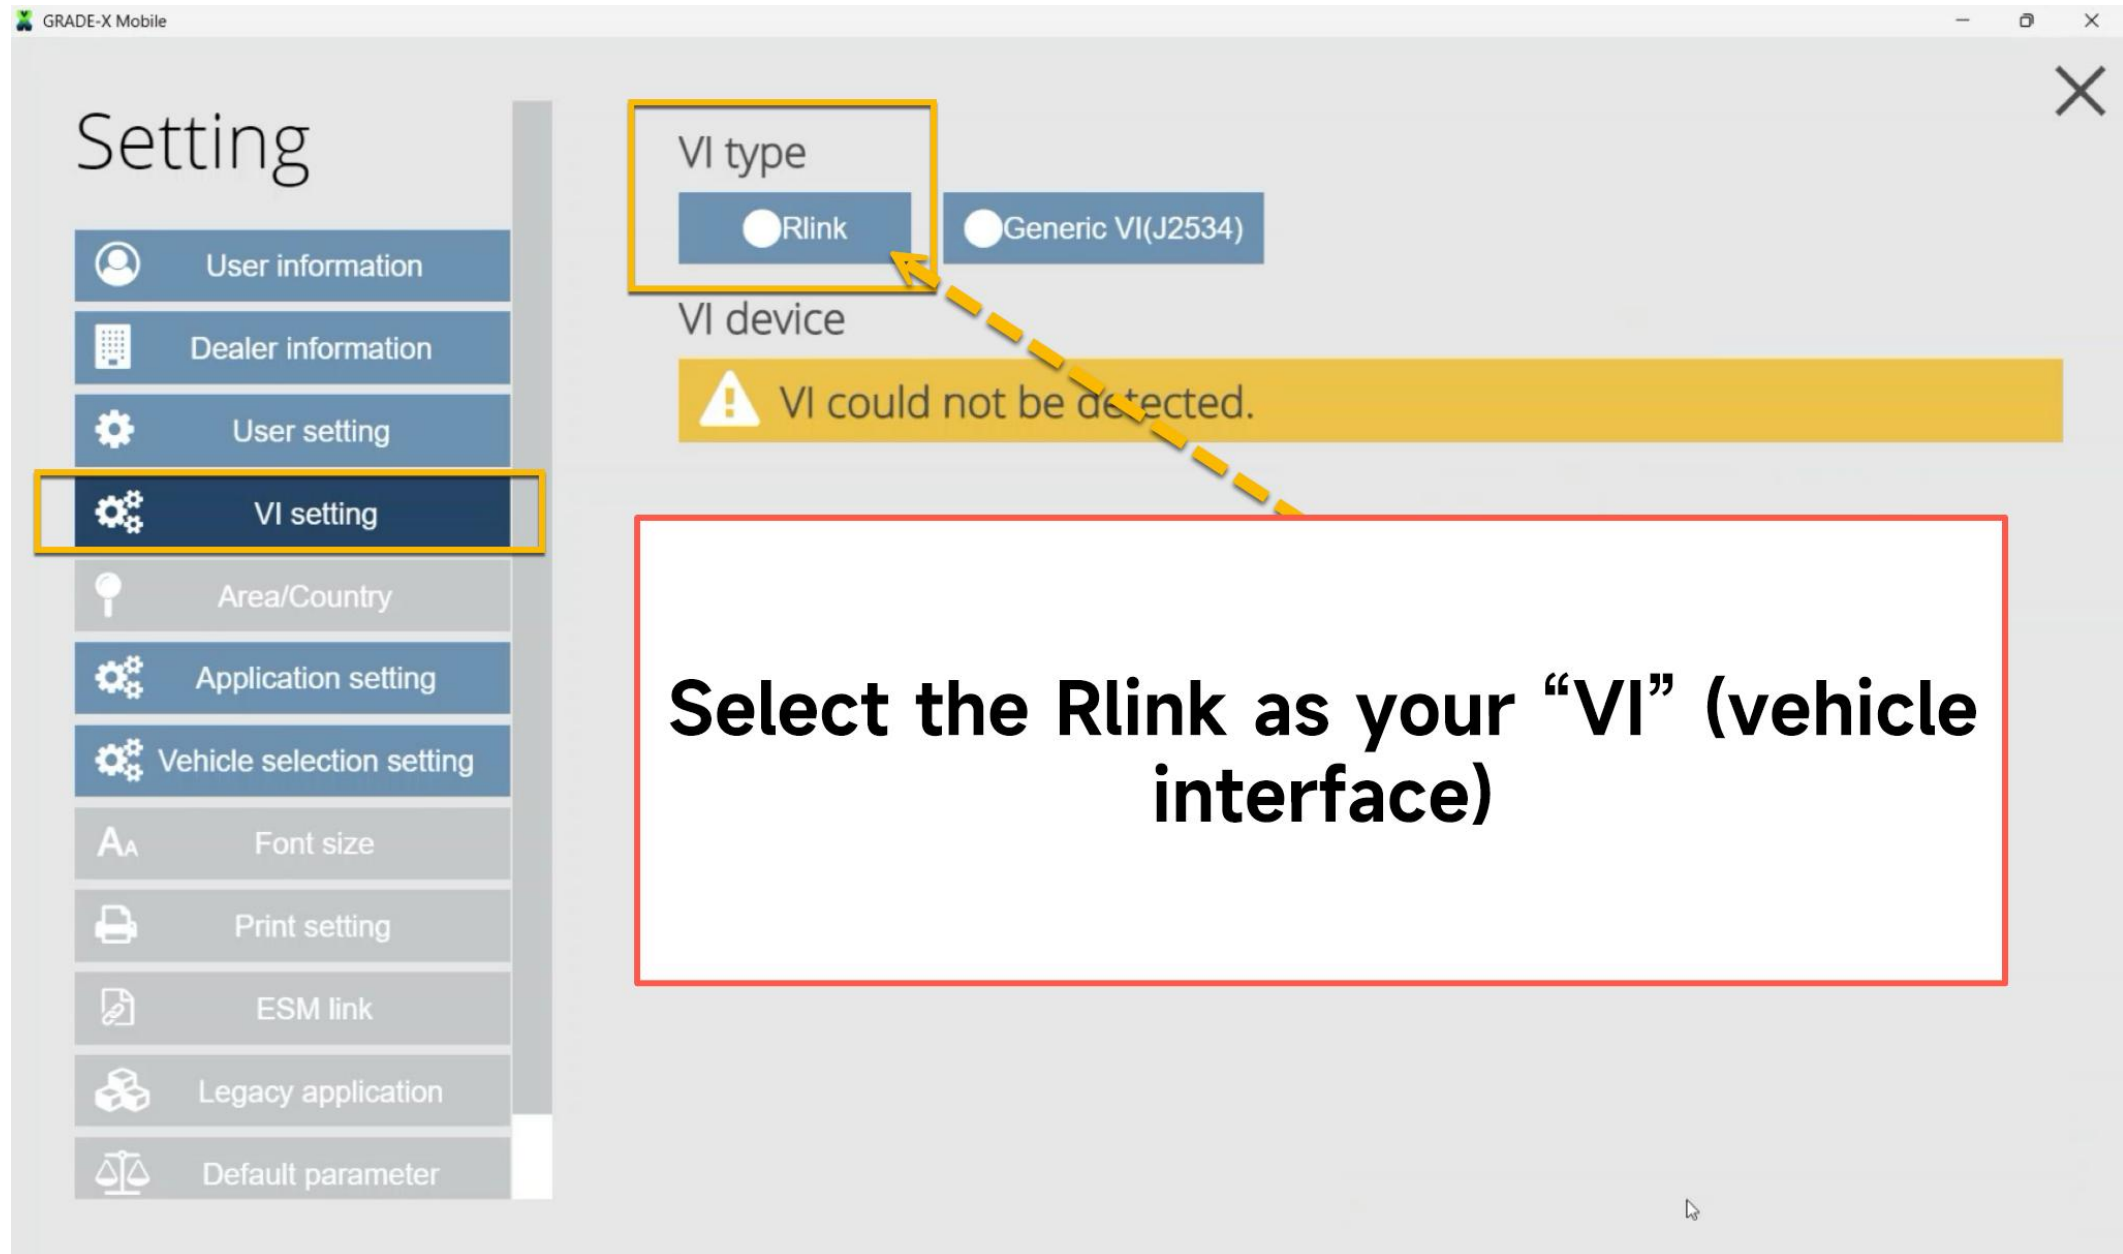 GRADE-X Mobile
Setting
User information
Dealer information
User setting
VI setting
Area/Country
Application setting
Vehicle selection setting
Font size
Print setting
ESM link
Legacy application
Default parameter
VI type
Rlink
Generic VI(J2534)
VI device
VI could not be detected.
Select the Rlink as your “VI” (vehicle
interface)